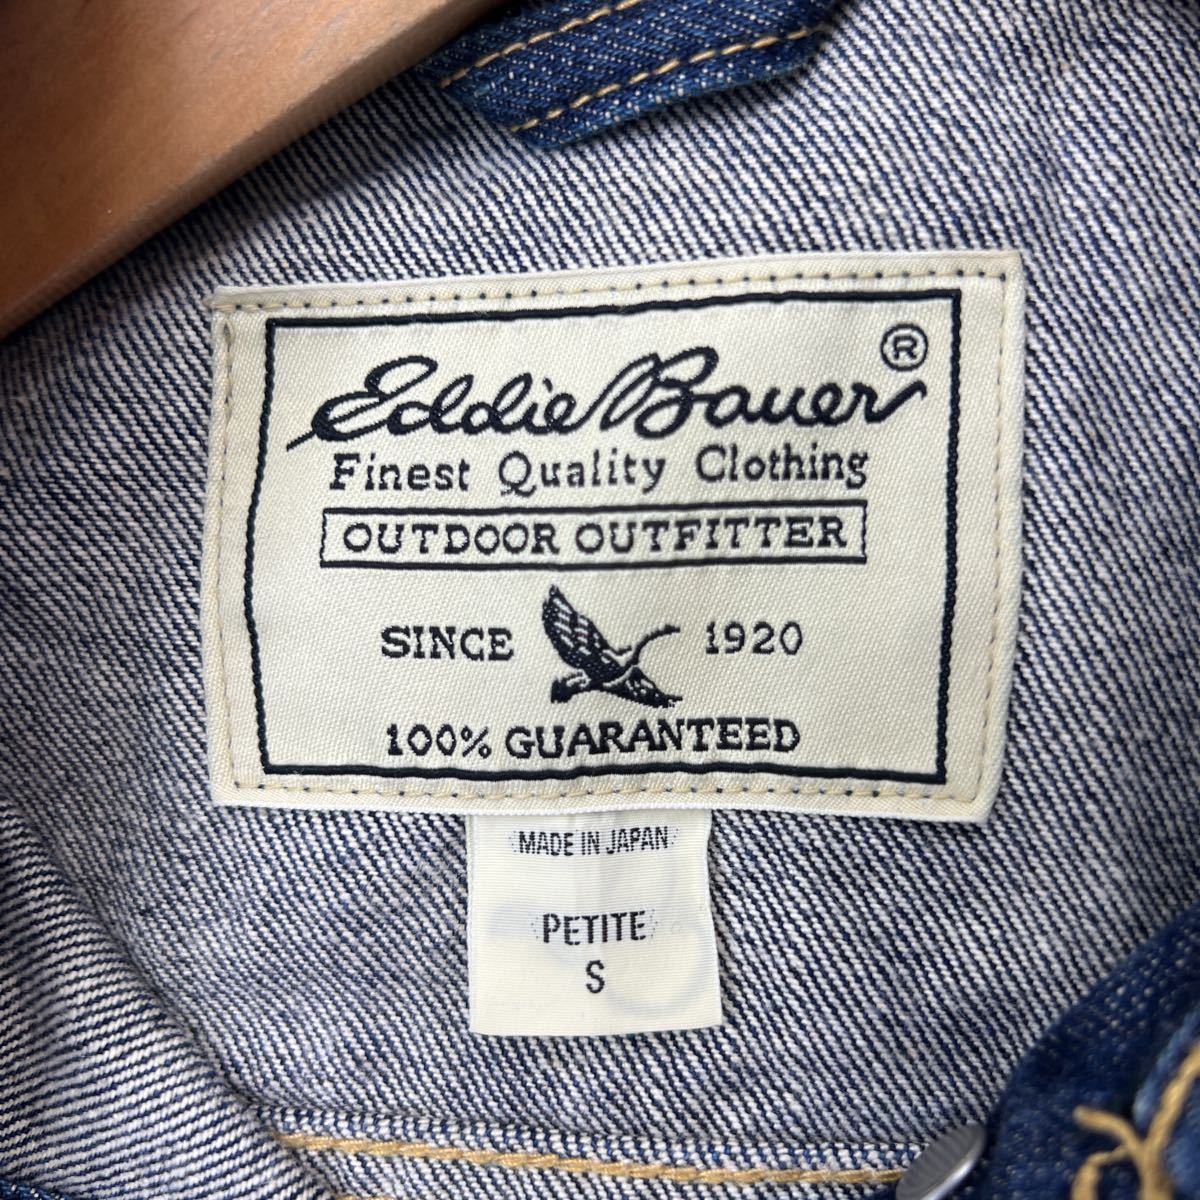 Eddie Bauer®
Finest Quality Clothing
OUTDOOR OUTFITTER
SINCE 1920
100% GUARANTEED
MADE IN JAPAN
PETITE
S